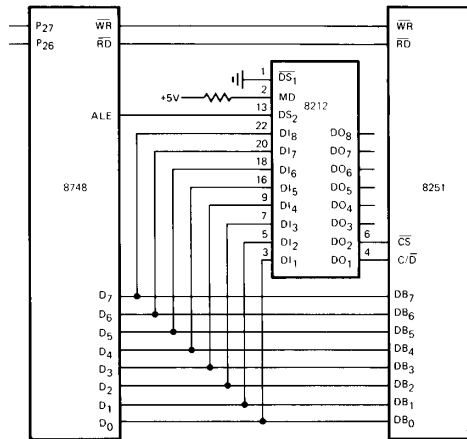 P27
P26
WR
RD
ALE
8748
D7
D6
D5
D4
D3
D2
D1
D0
+5V
1
2
13
22
20
18
16
9
7
5
3
DS1
8212
MD
DS2
DI8
DI7
DI6
DI5
DI4
DI3
DI2
DI1
DO8
DO7
DO6
DO5
DO4
DO3
DO2
DO1
6
4
WR
RD
8251
CS
C/D
DB7
DB6
DB5
DB4
DB3
DB2
DB1
DB0